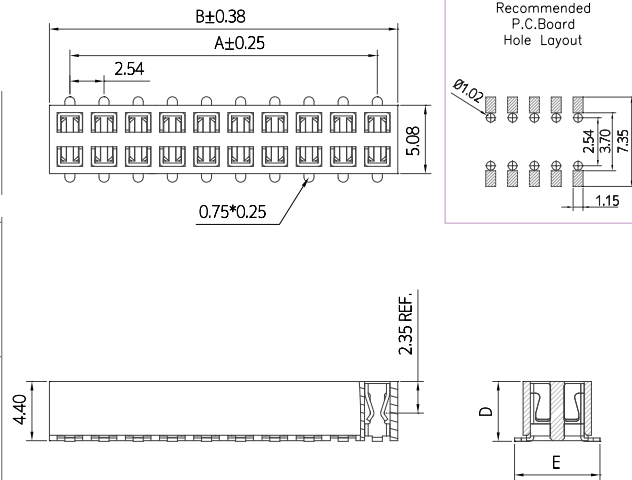 B±0.38
A±0.25
2.54
5.08
0.75*0.25
Recommended
P.C.Board
Hole Layout
Ø1.02
2.54
3.70
7.35
1.15
4.40
2.35 REF.
D
E